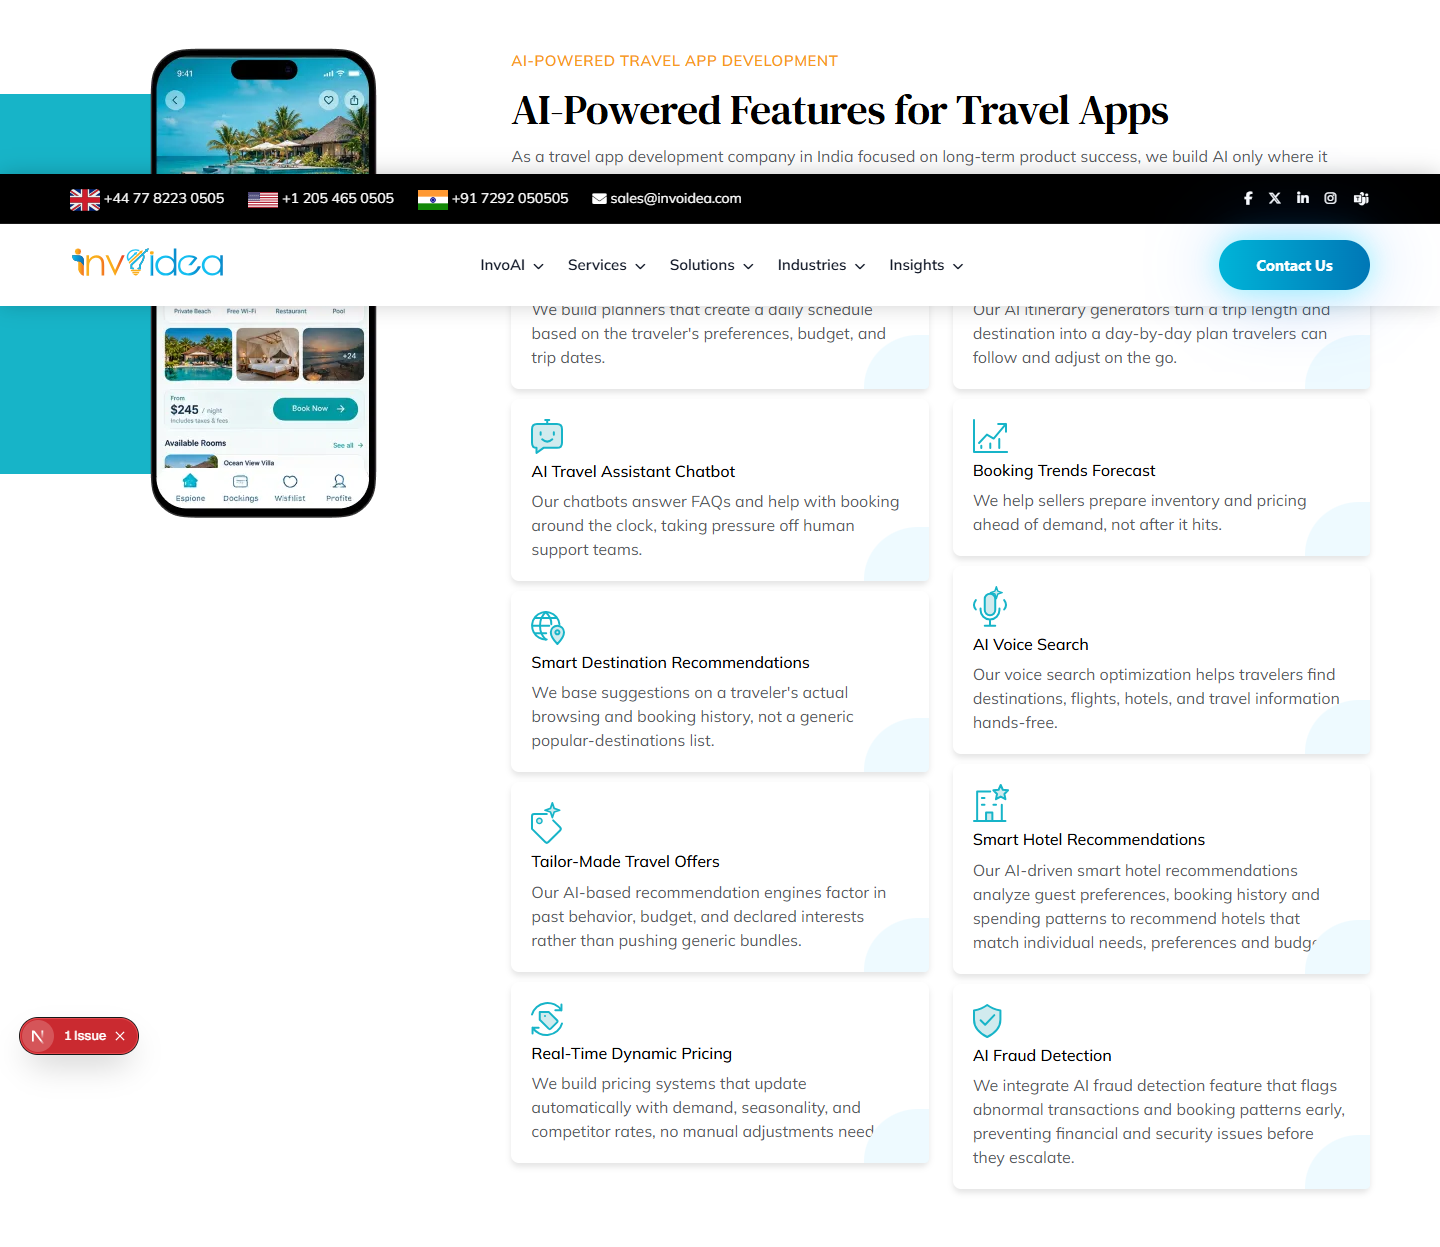 9:41
AI-POWERED TRAVEL APP DEVELOPMENT
AI-Powered Features for Travel Apps
As a travel app development company in India focused on long-term product success, we build AI only where it
+44 77 8223 0505
+1 205 465 0505
+91 7292 050505
sales@invoidea.com
invoidea
InvoAI
Services
Solutions
Industries
Insights
Contact Us
Private Beach
Free Wi-Fi
Restaurant
Pool
+24
From
$245 / night
Includes taxes & fees
Book Now
Available Rooms
See all
Ocean View Villa
Espione
Dockings
Wishilist
Profite
We build planners that create a daily schedule
based on the traveler's preferences, budget, and
trip dates.
Our AI itinerary generators turn a trip length and
destination into a day-by-day plan travelers can
follow and adjust on the go.
AI Travel Assistant Chatbot
Our chatbots answer FAQs and help with booking
around the clock, taking pressure off human
support teams.
Booking Trends Forecast
We help sellers prepare inventory and pricing
ahead of demand, not after it hits.
Smart Destination Recommendations
We base suggestions on a traveler's actual
browsing and booking history, not a generic
popular-destinations list.
AI Voice Search
Our voice search optimization helps travelers find
destinations, flights, hotels, and travel information
hands-free.
Tailor-Made Travel Offers
Our AI-based recommendation engines factor in
past behavior, budget, and declared interests
rather than pushing generic bundles.
Smart Hotel Recommendations
Our AI-driven smart hotel recommendations
analyze guest preferences, booking history and
spending patterns to recommend hotels that
match individual needs, preferences and budge
Real-Time Dynamic Pricing
We build pricing systems that update
automatically with demand, seasonality, and
competitor rates, no manual adjustments need
AI Fraud Detection
We integrate AI fraud detection feature that flags
abnormal transactions and booking patterns early,
preventing financial and security issues before
they escalate.
N
1 Issue